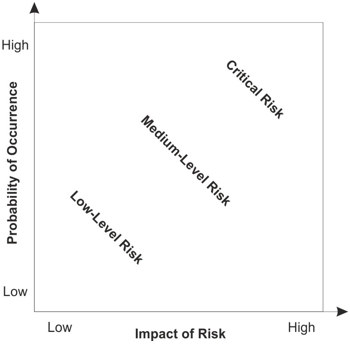 High
Critical Risk
Medium-Level Risk
Probability of Occurrence
Low-Level Risk
Low
Low
High
Impact of Risk